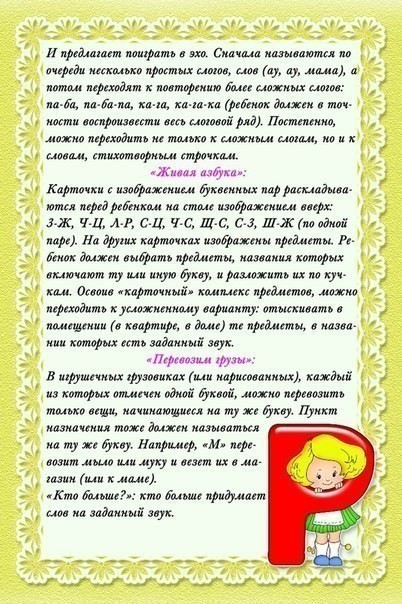 И предлагает поиграть в эхо. Сначала называются по
очереди несколько простых слогов, слов (ау, ау, мама), а
потом переходят к повторению более сложных слогов:
па-ба, па-ба-па, ка-га, ка-га-ка (ребенок должен в точ-
ности воспроизвести весь слоговой ряд). Постепенно,
можно переходить не только к сложным слогам, но и к
словам, стихотворным строчкам.
«Живая азбука»:
Карточки с изображением буквенных пар раскладыва-
ются перед ребенком на столе изображением вверх:
З-Ж, Ч-Ц, Л-Р, С-Ц, Ч-С, Щ-С, С-З, Ш-Ж (по одной
паре). На других карточках изображены предметы. Ре-
бенок должен выбрать предметы, названия которых
включают ту или иную букву, и разложить их по куч-
кам. Освоив «карточный» комплекс предметов, можно
переходить к усложненному варианту: отыскивать в
помещении (в квартире, в доме) те предметы, в назва-
нии которых есть заданный звук.
«Перевозим грузы»:
В игрушечных грузовиках (или нарисованных), каждый
из которых отмечен одной буквой, можно перевозить
только вещи, начинающиеся на ту же букву. Пункт
назначения тоже должен называться
на ту же букву. Например, «М» пере-
возит мыло или муку и везет их в ма-
газин (или к маме).
«Кто больше?»: кто больше придумает
слов на заданный звук.
Р